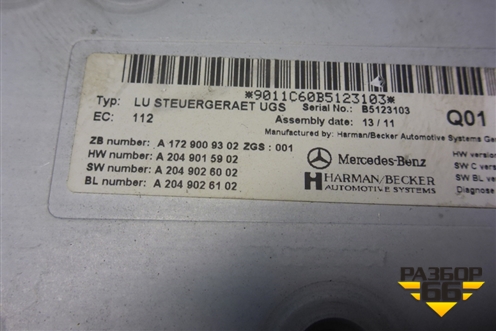 *9011C60B5123103*
Typ: LU STEUERGERAET UGS Serial No.: B5123103
EC: 112 Assembly date: 13 / 11 Q01
Manufactured by: Harman/Becker Automotive Systems
ZB number: A 172 900 93 02 ZGS : 001
HW number: A 204 901 59 02
SW number: A 204 902 60 02
BL number: A 204 902 61 02
Mercedes-Benz
HARMAN/BECKER
AUTOMOTIVE SYSTEMS
HW
SW C
SW BL
Diagnose
РАЗБОР
66